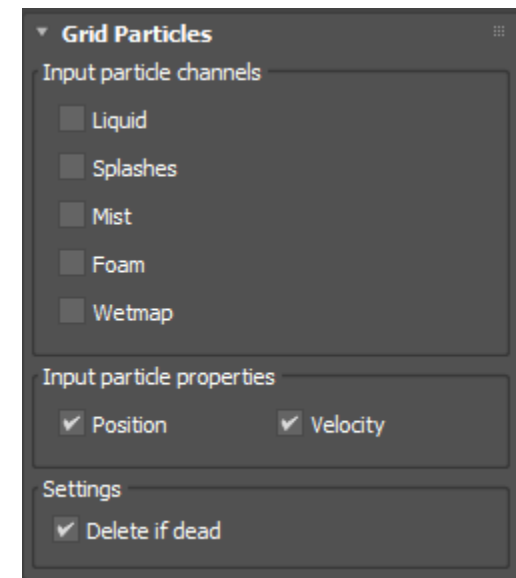 Grid Particles
Input particle channels
Liquid
Splashes
Mist
Foam
Wetmap
Input particle properties
Position Velocity
Settings
Delete if dead